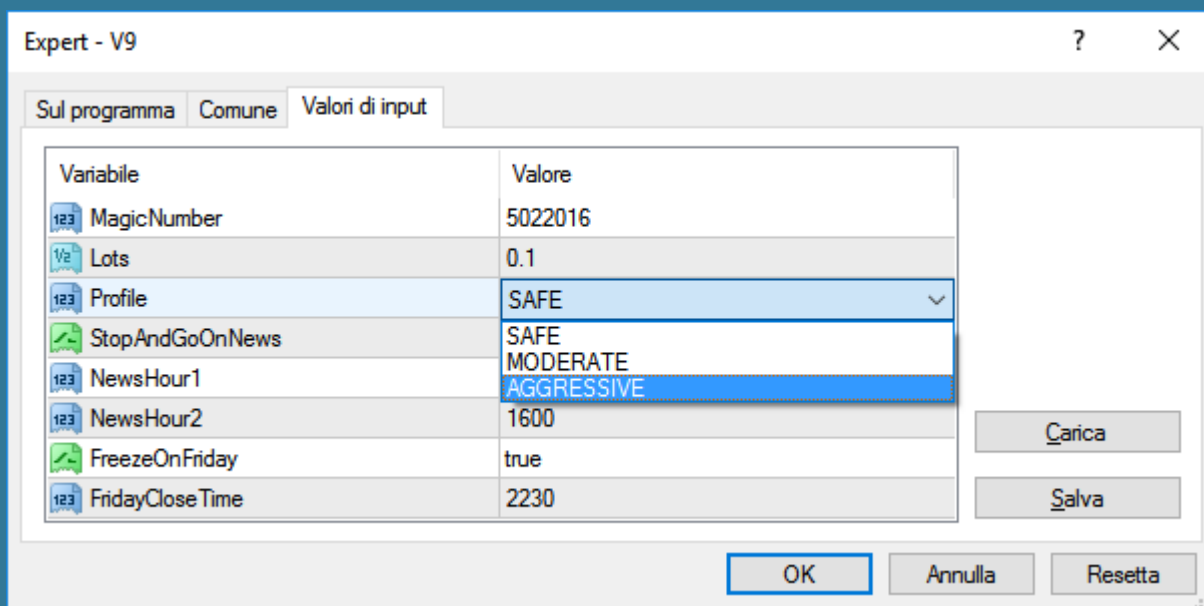 Expert - V9
?
Sul programma Comune Valori di input
Variabile Valore
MagicNumber 5022016
Lots 0.1
Profile SAFE
StopAndGoOnNews SAFE
MODERATE
NewsHour1 AGGRESSIVE
NewsHour2 1600
FreezeOnFriday true
FridayCloseTime 2230
Carica
Salva
OK Annulla Resetta